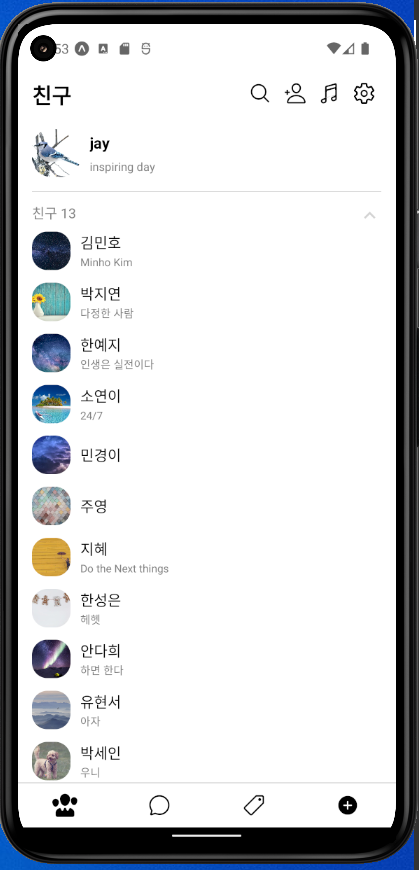 53
친구
jay
inspiring day
친구 13
김민호
Minho Kim
박지연
다정한 사람
한예지
인생은 실전이다
소연이
24/7
민경이
주영
지혜
Do the Next things
한성은
헤헷
안다희
하면 한다
유현서
아자
박세인
우니